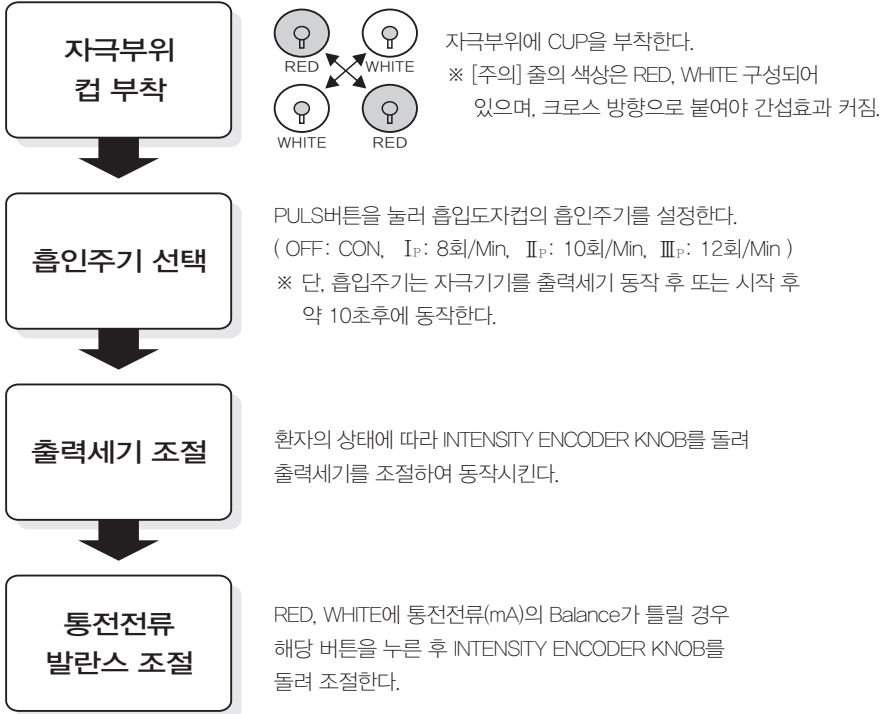 자극부위
컵 부착
RED
WHITE
WHITE
RED
자극부위에 CUP을 부착한다.
※ [주의] 줄의 색상은 RED, WHITE 구성되어
있으며, 크로스 방향으로 붙여야 간섭효과 커짐.
흡인주기 선택
PULS버튼을 눌러 흡입도자컵의 흡인주기를 설정한다.
( OFF: CON, ⅠP: 8회/Min, ⅡP: 10회/Min, ⅢP: 12회/Min )
※ 단, 흡입주기는 자극기기를 출력세기 동작 후 또는 시작 후
약 10초후에 동작한다.
출력세기 조절
환자의 상태에 따라 INTENSITY ENCODER KNOB를 돌려
출력세기를 조절하여 동작시킨다.
통전전류
발란스 조절
RED, WHITE에 통전전류(mA)의 Balance가 틀릴 경우
해당 버튼을 누른 후 INTENSITY ENCODER KNOB를
돌려 조절한다.